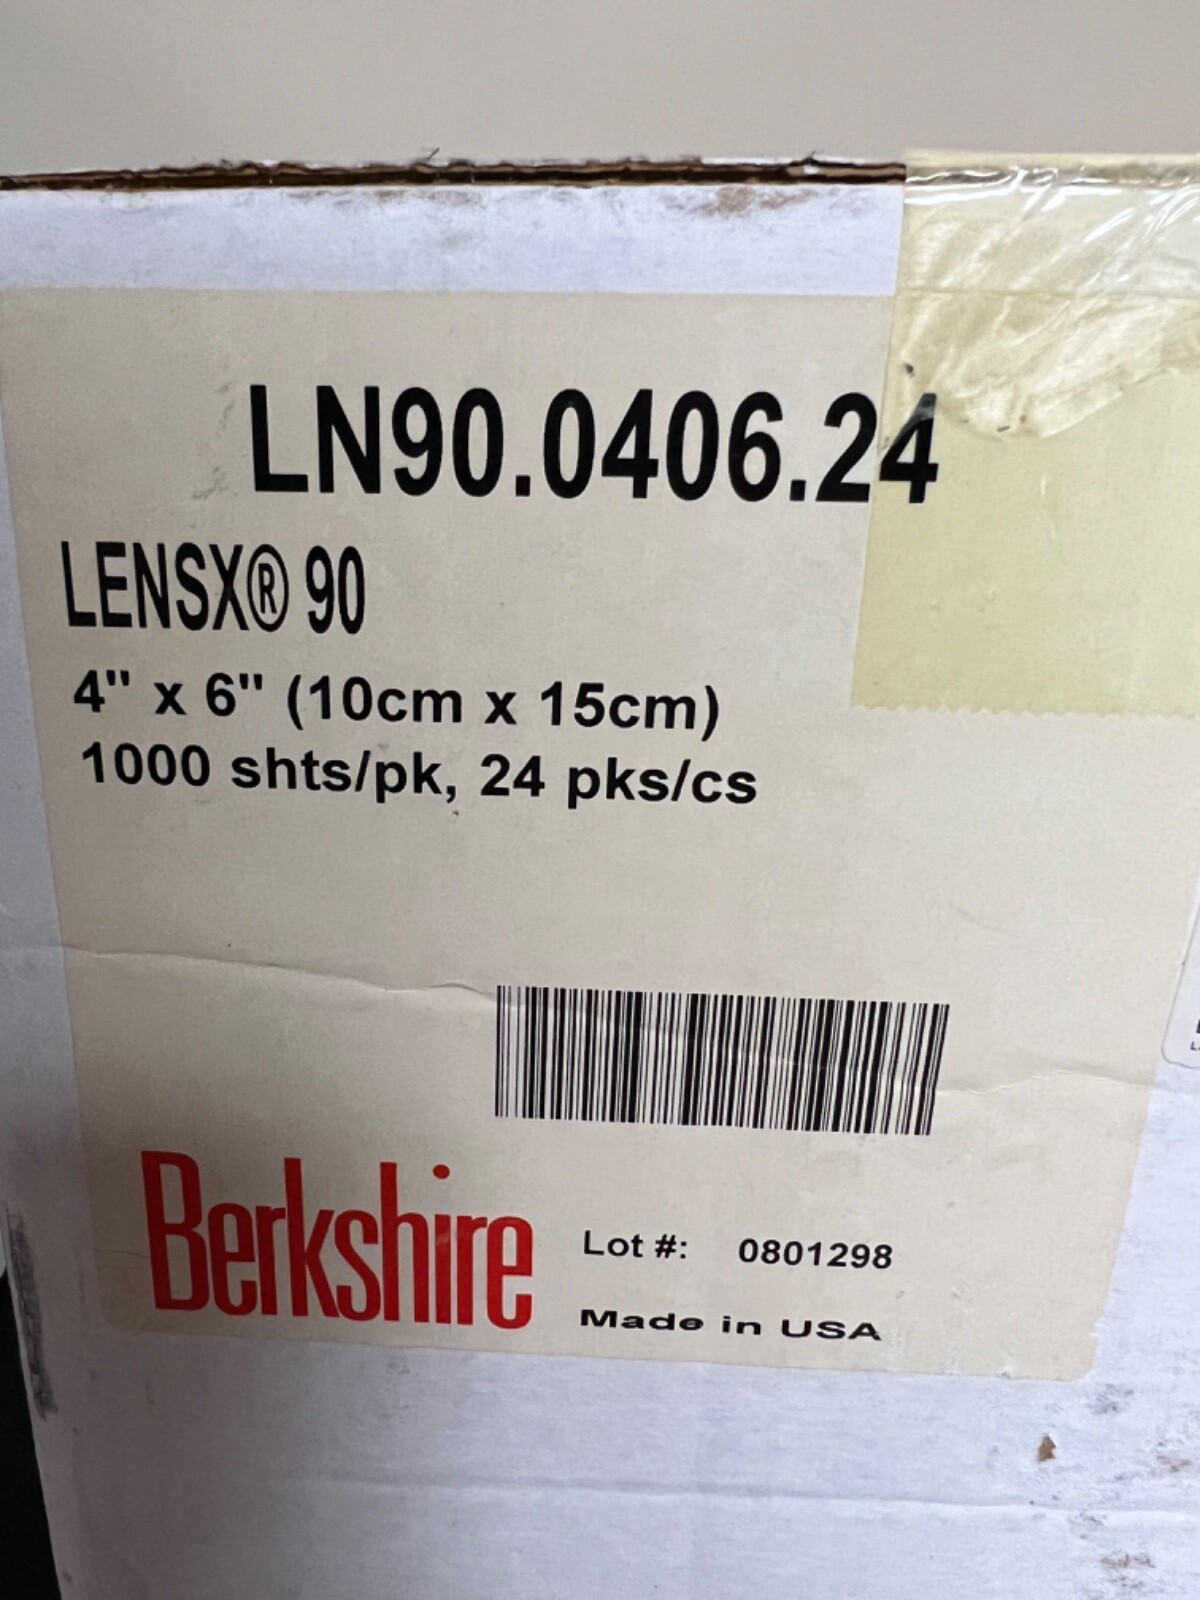 LN90.0406.24
LENSX® 90
4" x 6" (10cm x 15cm)
1000 shts/pk, 24 pks/cs
Berkshire
Lot #: 0801298
Made in USA